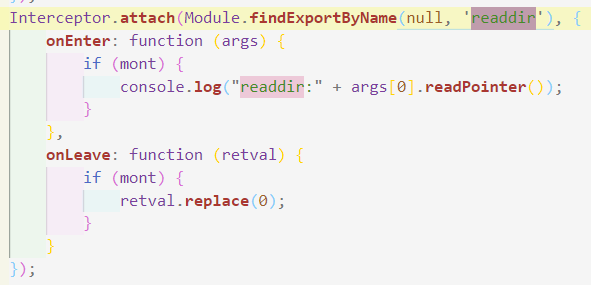 });
Interceptor.attach(Module.findExportByName(null, 'readdir'), {
    onEnter: function (args) {
        if (mont) {
            console.log("readdir:" + args[0].readPointer());
        }
    },
    onLeave: function (retval) {
        if (mont) {
            retval.replace(0);
        }
    }
});